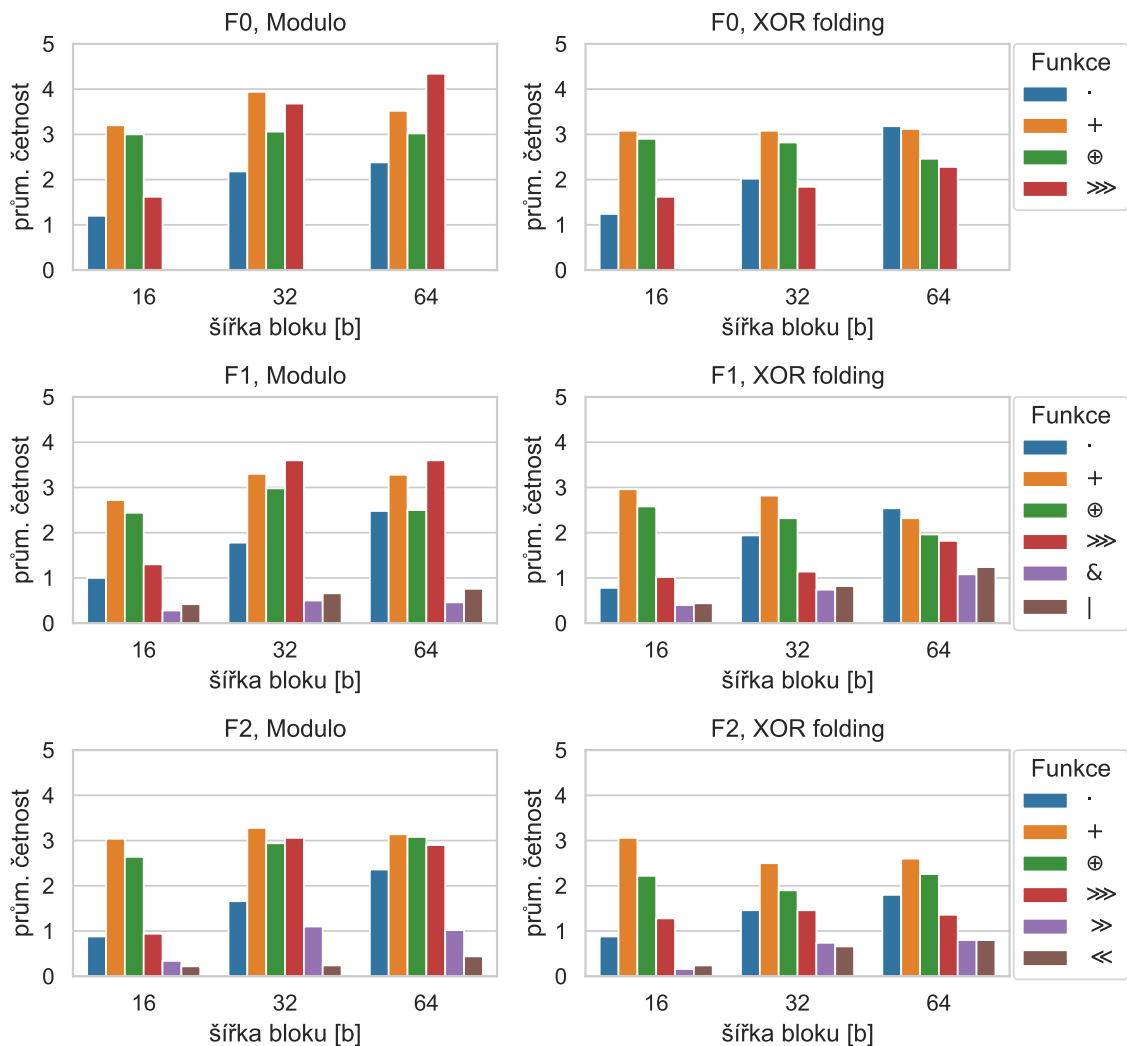 F0, Modulo
5
4
3
2
1
0
prům. četnost
16 32 64
šířka bloku [b]
F0, XOR folding
5
4
3
2
1
0
prům. četnost
16 32 64
šířka bloku [b]
Funkce
·
+
⊕
⋙
F1, Modulo
5
4
3
2
1
0
prům. četnost
16 32 64
šířka bloku [b]
F1, XOR folding
5
4
3
2
1
0
prům. četnost
16 32 64
šířka bloku [b]
Funkce
·
+
⊕
⋙
&
|
F2, Modulo
5
4
3
2
1
0
prům. četnost
16 32 64
šířka bloku [b]
F2, XOR folding
5
4
3
2
1
0
prům. četnost
16 32 64
šířka bloku [b]
Funkce
·
+
⊕
⋙
≫
≪